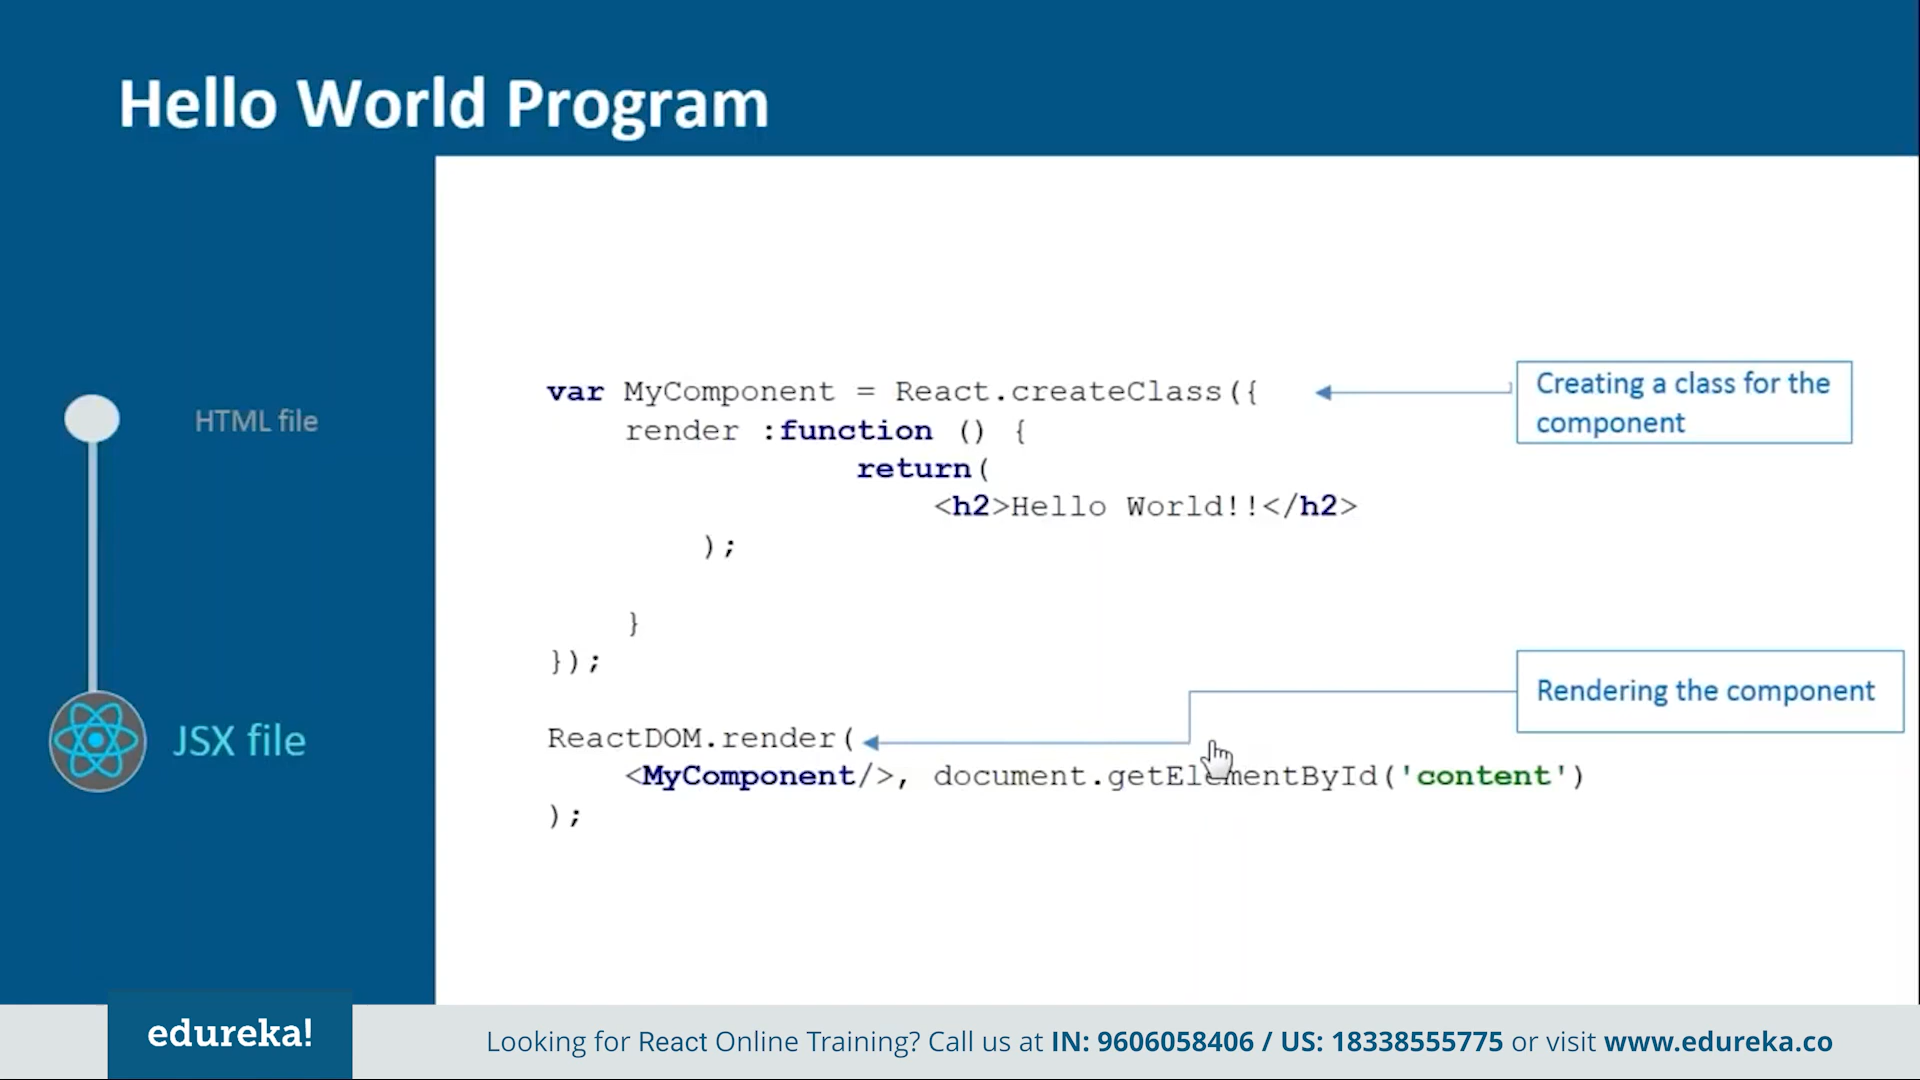 Hello World Program
HTML file
JSX file
var MyComponent = React.createClass({
render :function () {
return(
<h2>Hello World!!</h2>
);
}
});
ReactDOM.render(
<MyComponent/>, document.getElementById('content')
);
Creating a class for the
component
Rendering the component
edureka!
Looking for React Online Training? Call us at IN: 9606058406 / US: 18338555775 or visit www.edureka.co